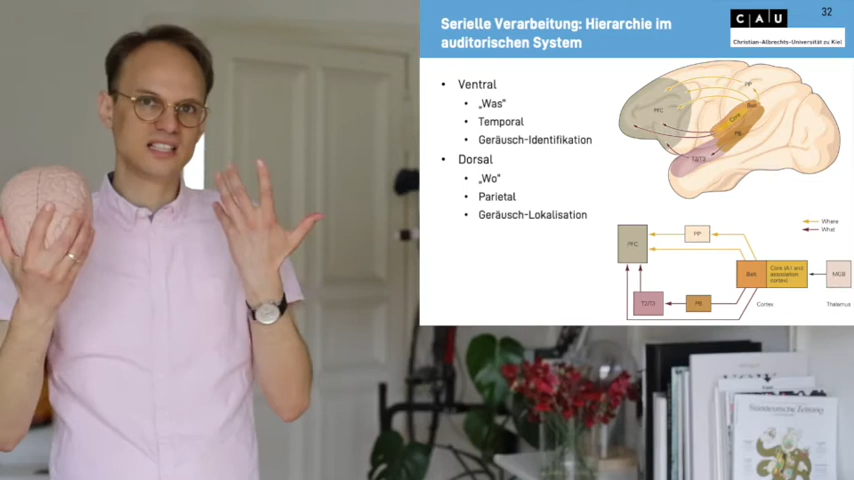 Serielle Verarbeitung: Hierarchie im
auditorischen System
CAU
Christian-Albrechts-Universität zu Kiel
32
• Ventral
• „Was"
• Temporal
• Geräusch-Identifikation
• Dorsal
• „Wo"
• Parietal
• Geräusch-Lokalisation
PP
PFC
Belt
Core
PB
T2/T3
Where
What
PFC
PP
Belt
Core (A1 and
association
cortex)
MGB
T2/T3
PB
Cortex
Thalamus
Süddeutsche Zeitung